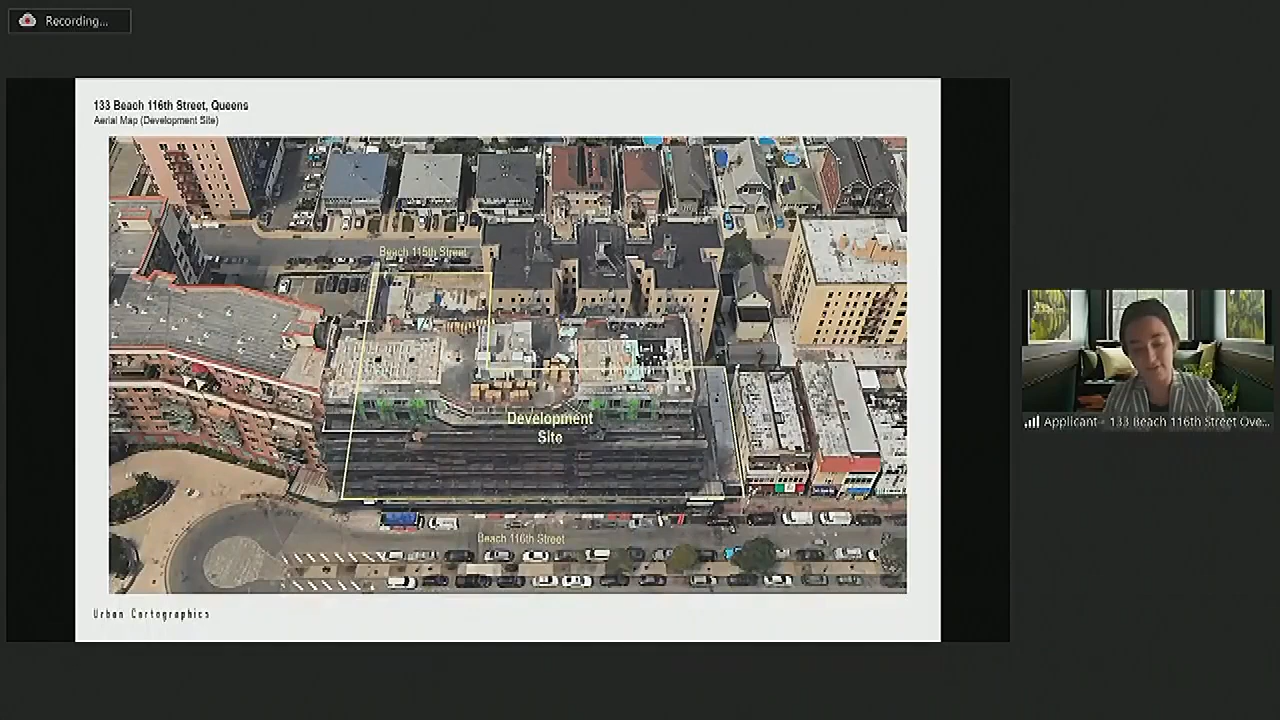 Recording...
133 Beach 116th Street, Queens
Aerial Map (Development Site)
Beach 115th Street
Development
Site
Beach 116th Street
Urban Cartographics
Applicant - 133 Beach 116th Street Ove...